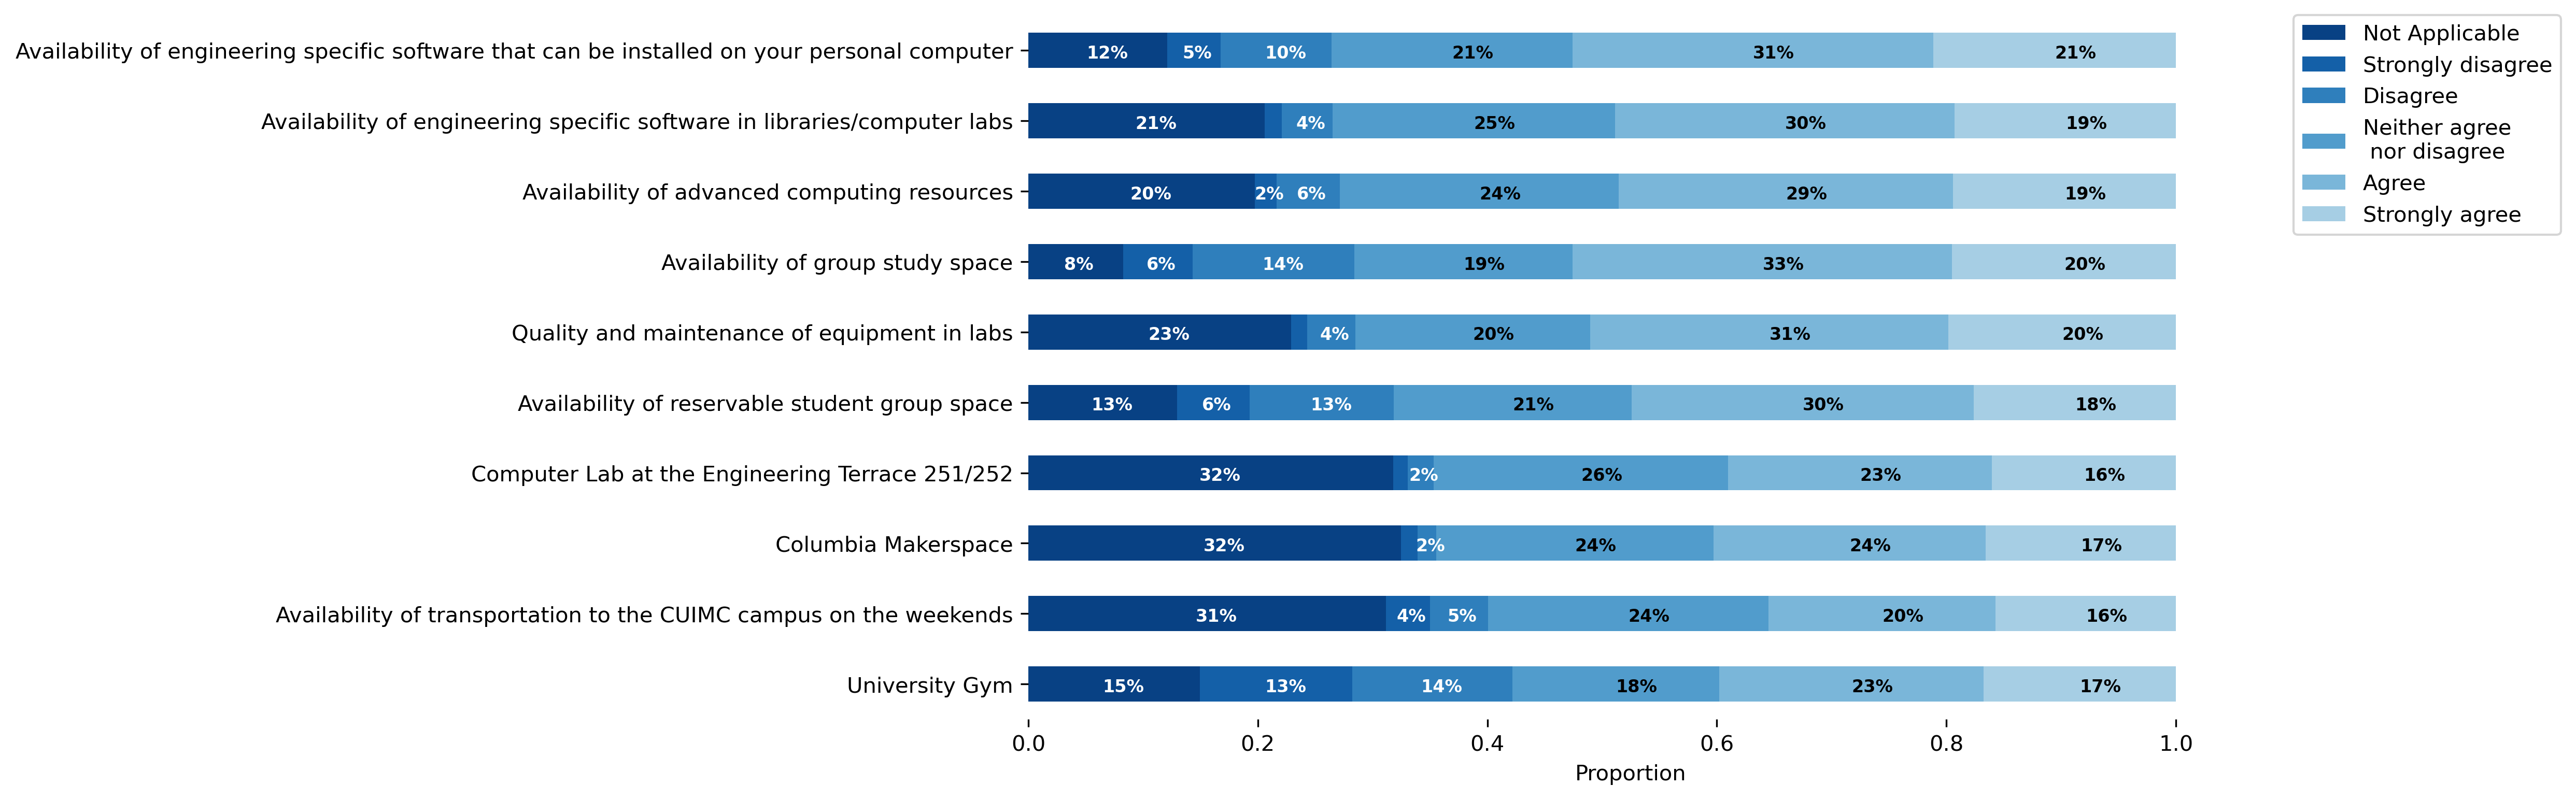 Availability of engineering specific software that can be installed on your personal computer
12% 5% 10% 21% 31% 21%
Availability of engineering specific software in libraries/computer labs
21% 4% 25% 30% 19%
Availability of advanced computing resources
20% 2% 6% 24% 29% 19%
Availability of group study space
8% 6% 14% 19% 33% 20%
Quality and maintenance of equipment in labs
23% 4% 20% 31% 20%
Availability of reservable student group space
13% 6% 13% 21% 30% 18%
Computer Lab at the Engineering Terrace 251/252
32% 2% 26% 23% 16%
Columbia Makerspace
32% 2% 24% 24% 17%
Availability of transportation to the CUIMC campus on the weekends
31% 4% 5% 24% 20% 16%
University Gym
15% 13% 14% 18% 23% 17%
0.0 0.2 0.4 0.6 0.8 1.0
Proportion
Not Applicable
Strongly disagree
Disagree
Neither agree
nor disagree
Agree
Strongly agree